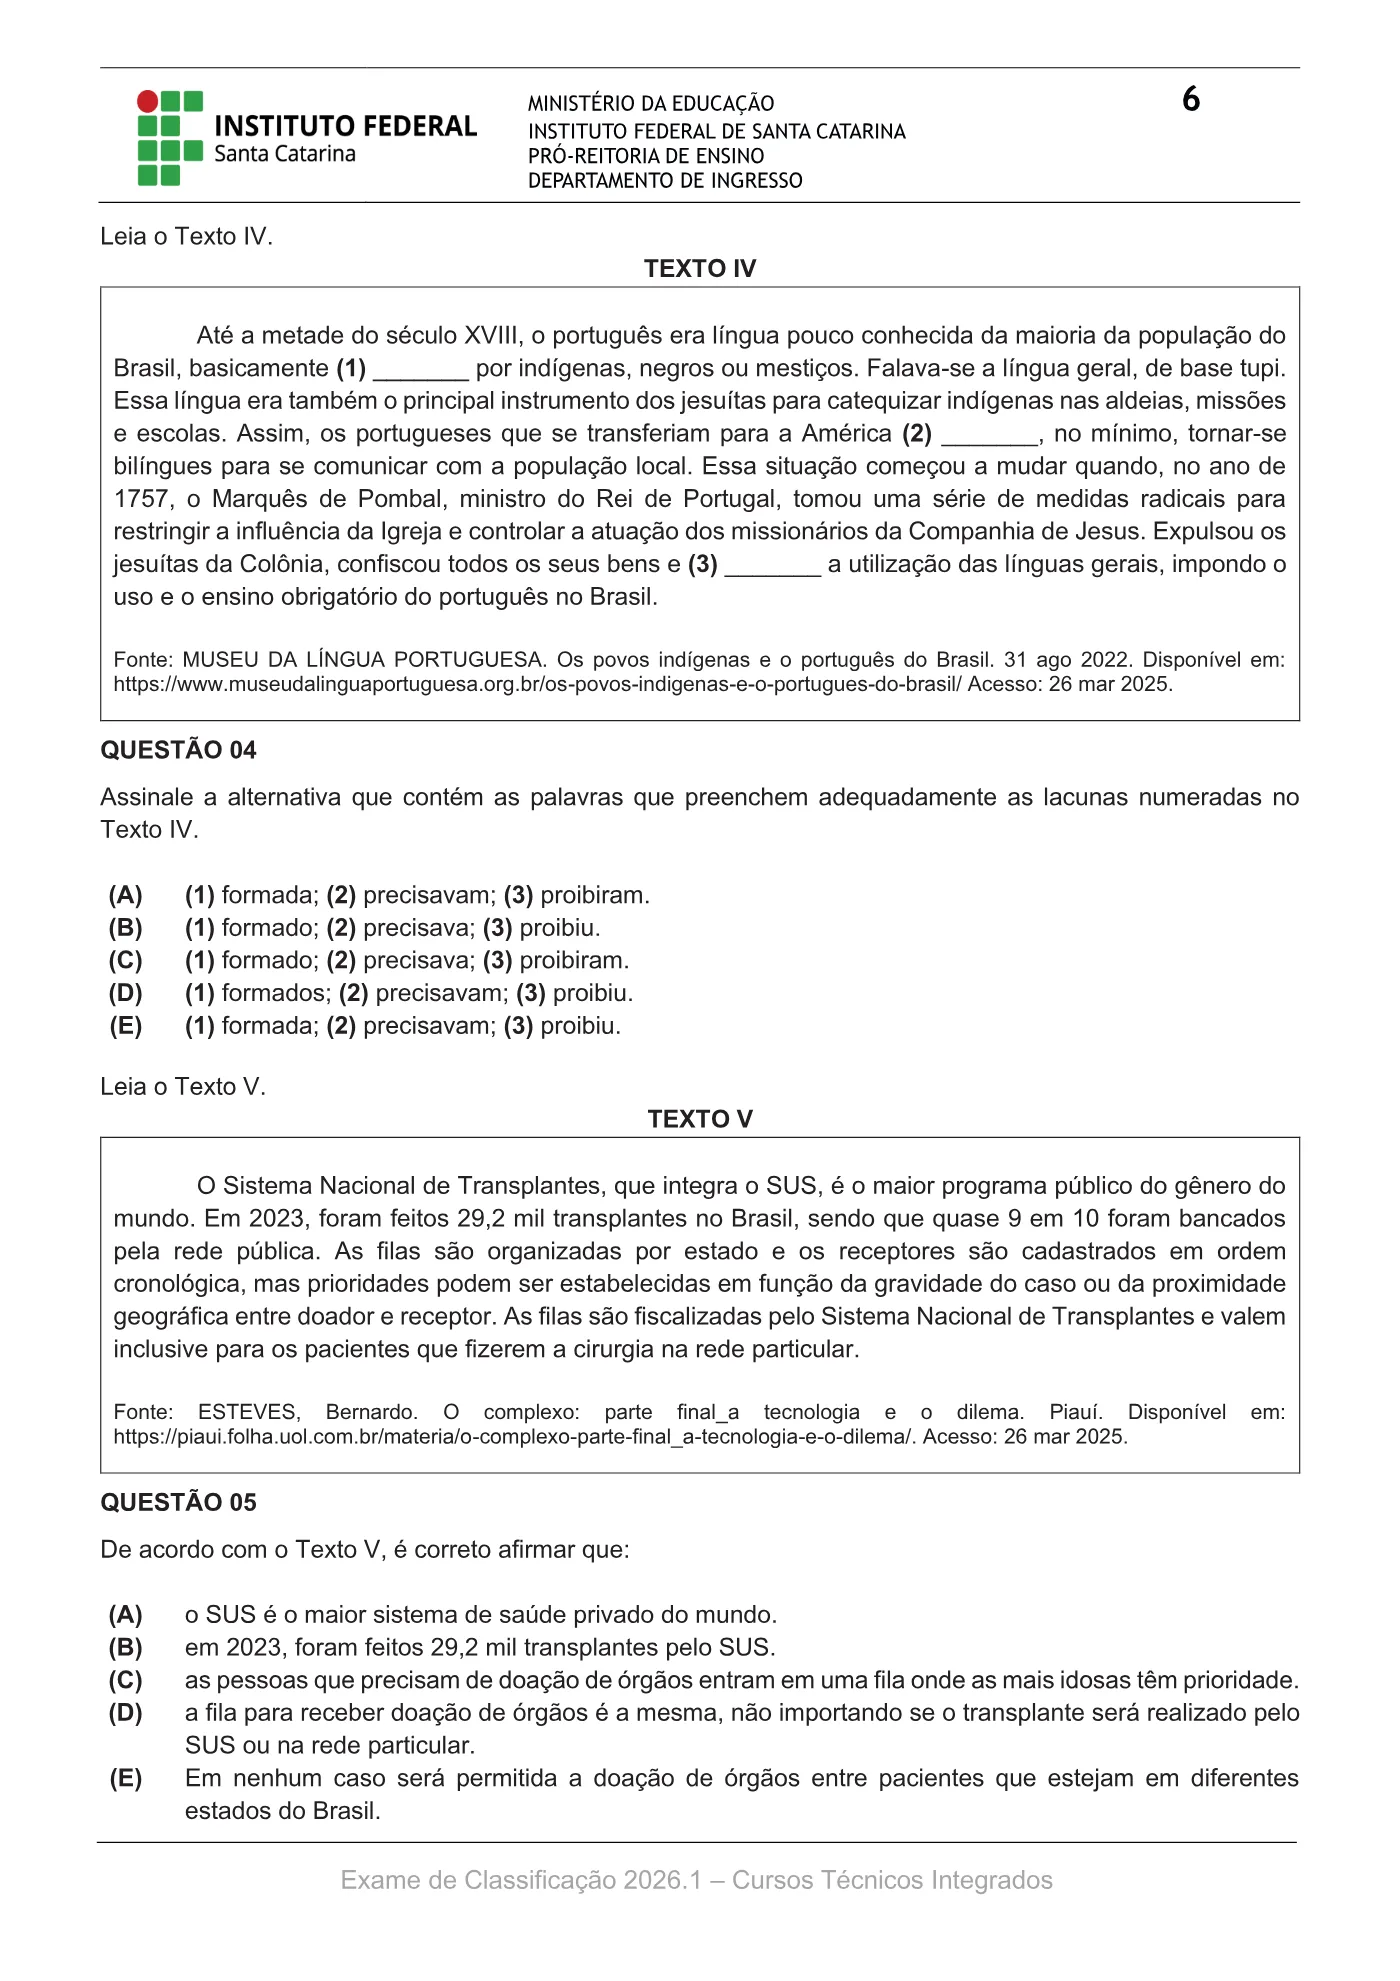 INSTITUTO FEDERAL
Santa Catarina
MINISTÉRIO DA EDUCAÇÃO
INSTITUTO FEDERAL DE SANTA CATARINA
PRÓ-REITORIA DE ENSINO
DEPARTAMENTO DE INGRESSO
6
Leia o Texto IV.
TEXTO IV
Até a metade do século XVIII, o português era língua pouco conhecida da maioria da população do
Brasil, basicamente (1) _______ por indígenas, negros ou mestiços. Falava-se a língua geral, de base tupi.
Essa língua era também o principal instrumento dos jesuítas para catequizar indígenas nas aldeias, missões
e escolas. Assim, os portugueses que se transferiam para a América (2) _______, no mínimo, tornar-se
bilíngues para se comunicar com a população local. Essa situação começou a mudar quando, no ano de
1757, o Marquês de Pombal, ministro do Rei de Portugal, tomou uma série de medidas radicais para
restringir a influência da Igreja e controlar a atuação dos missionários da Companhia de Jesus. Expulsou os
jesuítas da Colônia, confiscou todos os seus bens e (3) _______ a utilização das línguas gerais, impondo o
uso e o ensino obrigatório do português no Brasil.
Fonte: MUSEU DA LÍNGUA PORTUGUESA. Os povos indígenas e o português do Brasil. 31 ago 2022. Disponível em:
https://www.museudalinguaportuguesa.org.br/os-povos-indigenas-e-o-portugues-do-brasil/ Acesso: 26 mar 2025.
QUESTÃO 04
Assinale a alternativa que contém as palavras que preenchem adequadamente as lacunas numeradas no
Texto IV.
(A) (1) formada; (2) precisavam; (3) proibiram.
(B) (1) formado; (2) precisava; (3) proibiu.
(C) (1) formado; (2) precisava; (3) proibiram.
(D) (1) formados; (2) precisavam; (3) proibiu.
(E) (1) formada; (2) precisavam; (3) proibiu.
Leia o Texto V.
TEXTO V
O Sistema Nacional de Transplantes, que integra o SUS, é o maior programa público do gênero do
mundo. Em 2023, foram feitos 29,2 mil transplantes no Brasil, sendo que quase 9 em 10 foram bancados
pela rede pública. As filas são organizadas por estado e os receptores são cadastrados em ordem
cronológica, mas prioridades podem ser estabelecidas em função da gravidade do caso ou da proximidade
geográfica entre doador e receptor. As filas são fiscalizadas pelo Sistema Nacional de Transplantes e valem
inclusive para os pacientes que fizerem a cirurgia na rede particular.
Fonte: ESTEVES, Bernardo. O complexo: parte final_a tecnologia e o dilema. Piauí. Disponível em:
https://piaui.folha.uol.com.br/materia/o-complexo-parte-final_a-tecnologia-e-o-dilema/. Acesso: 26 mar 2025.
QUESTÃO 05
De acordo com o Texto V, é correto afirmar que:
(A) o SUS é o maior sistema de saúde privado do mundo.
(B) em 2023, foram feitos 29,2 mil transplantes pelo SUS.
(C) as pessoas que precisam de doação de órgãos entram em uma fila onde as mais idosas têm prioridade.
(D) a fila para receber doação de órgãos é a mesma, não importando se o transplante será realizado pelo
SUS ou na rede particular.
(E) Em nenhum caso será permitida a doação de órgãos entre pacientes que estejam em diferentes
estados do Brasil.
Exame de Classificação 2026.1 – Cursos Técnicos Integrados